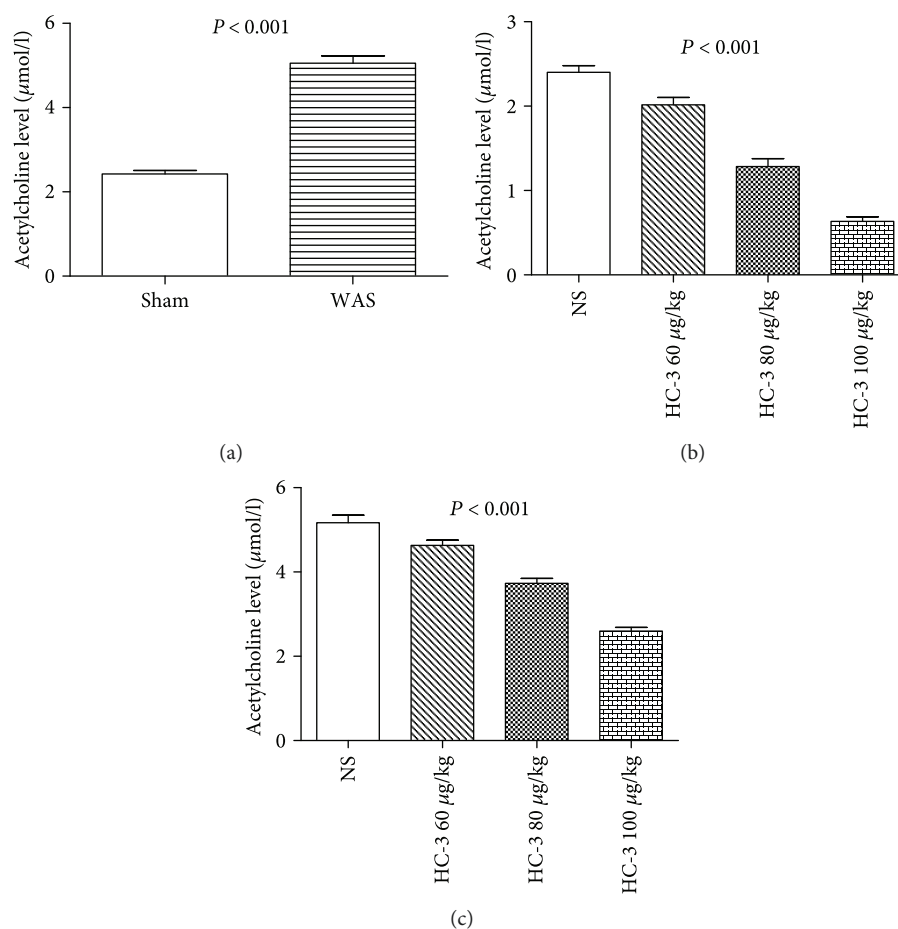 Acetylcholine level (μmol/l)
6
4
2
0
P < 0.001
Sham
WAS
(a)
Acetylcholine level (μmol/l)
3
2
1
0
P < 0.001
NS
HC-3 60 μg/kg
HC-3 80 μg/kg
HC-3 100 μg/kg
(b)
Acetylcholine level (μmol/l)
6
4
2
0
P < 0.001
NS
HC-3 60 μg/kg
HC-3 80 μg/kg
HC-3 100 μg/kg
(c)